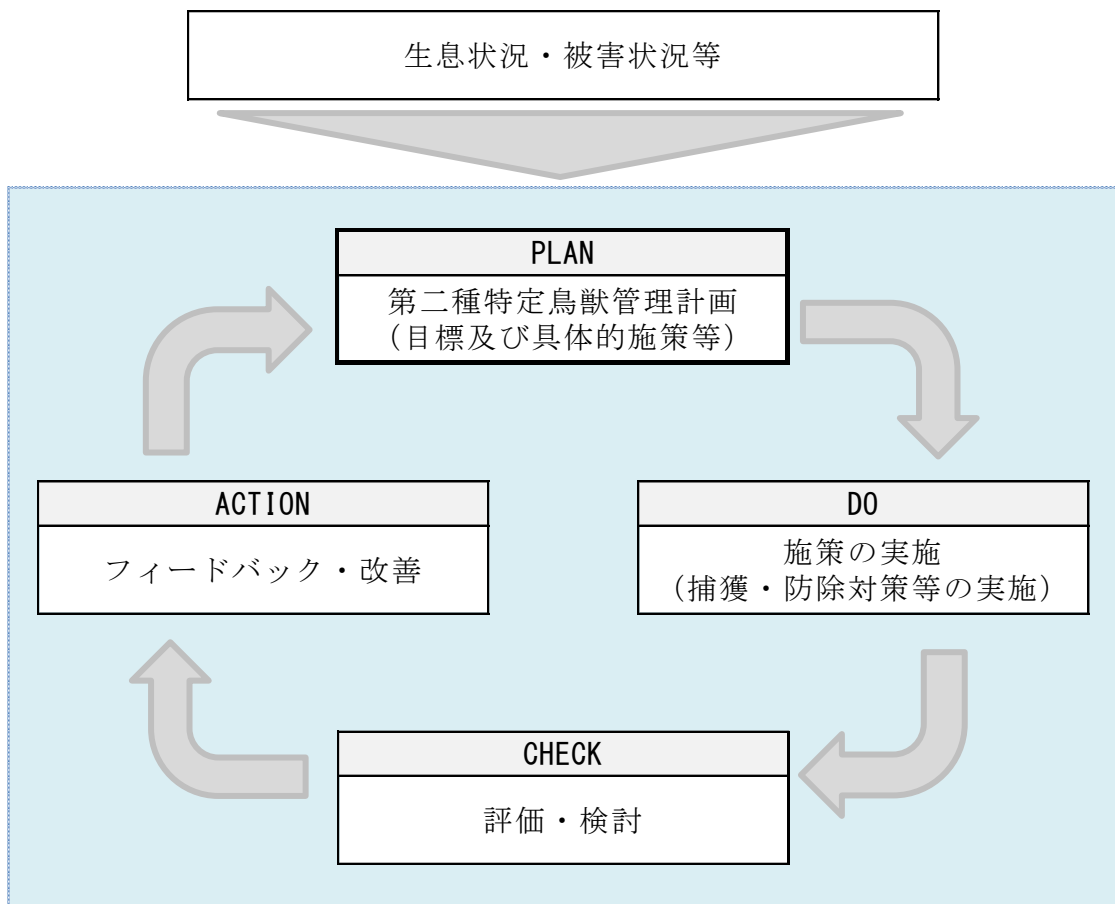 生息状況・被害状況等
PLAN
第二種特定鳥獣管理計画
(目標及び具体的施策等)
ACTION
フィードバック・改善
DO
施策の実施
(捕獲・防除対策等の実施)
CHECK
評価・検討